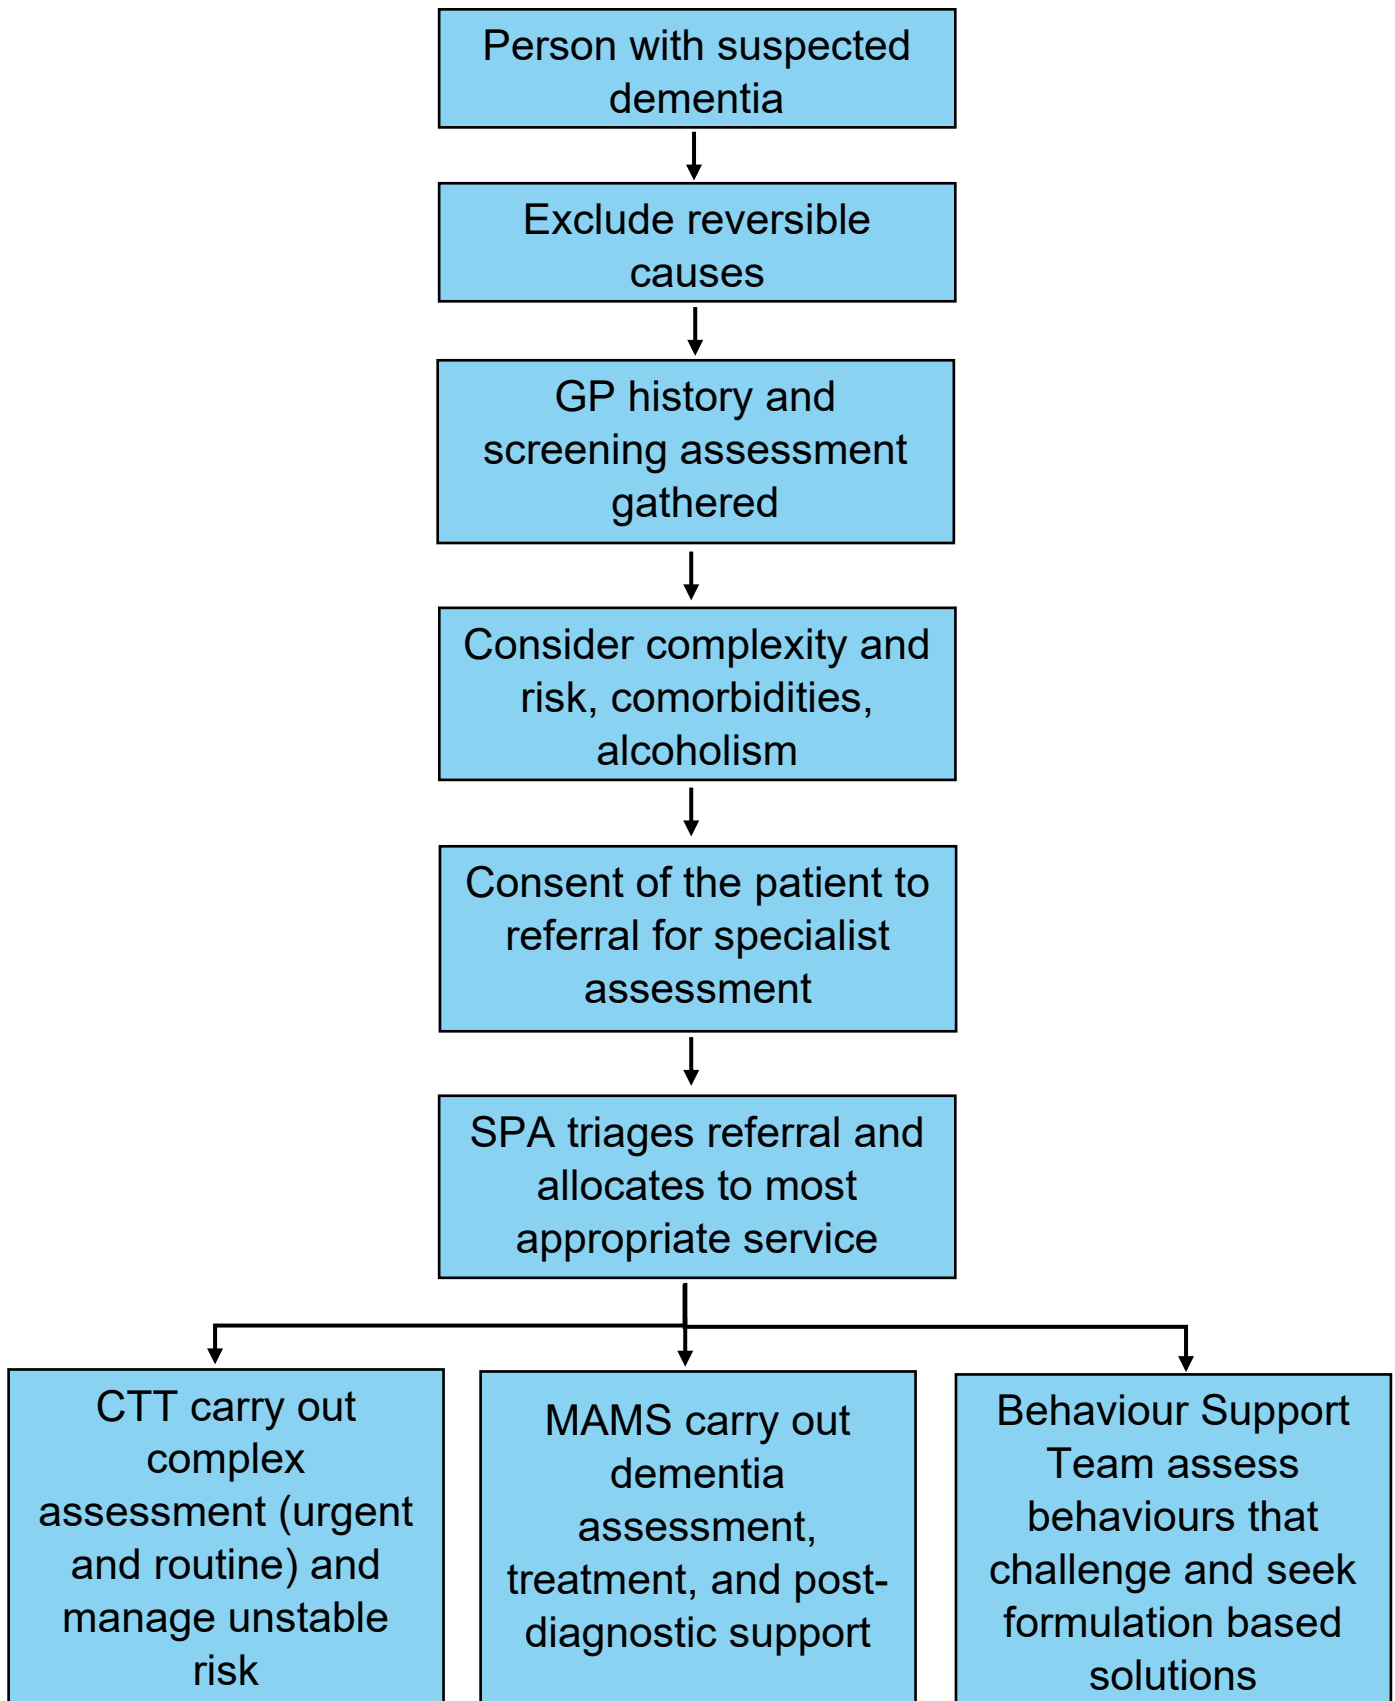 Person with suspected
dementia
Exclude reversible
causes
GP history and
screening assessment
gathered
Consider complexity and
risk, comorbidities,
alcoholism
Consent of the patient to
referral for specialist
assessment
SPA triages referral and
allocates to most
appropriate service
CTT carry out
complex
assessment (urgent
and routine) and
manage unstable
risk
MAMS carry out
dementia
assessment,
treatment, and post-
diagnostic support
Behaviour Support
Team assess
behaviours that
challenge and seek
formulation based
solutions